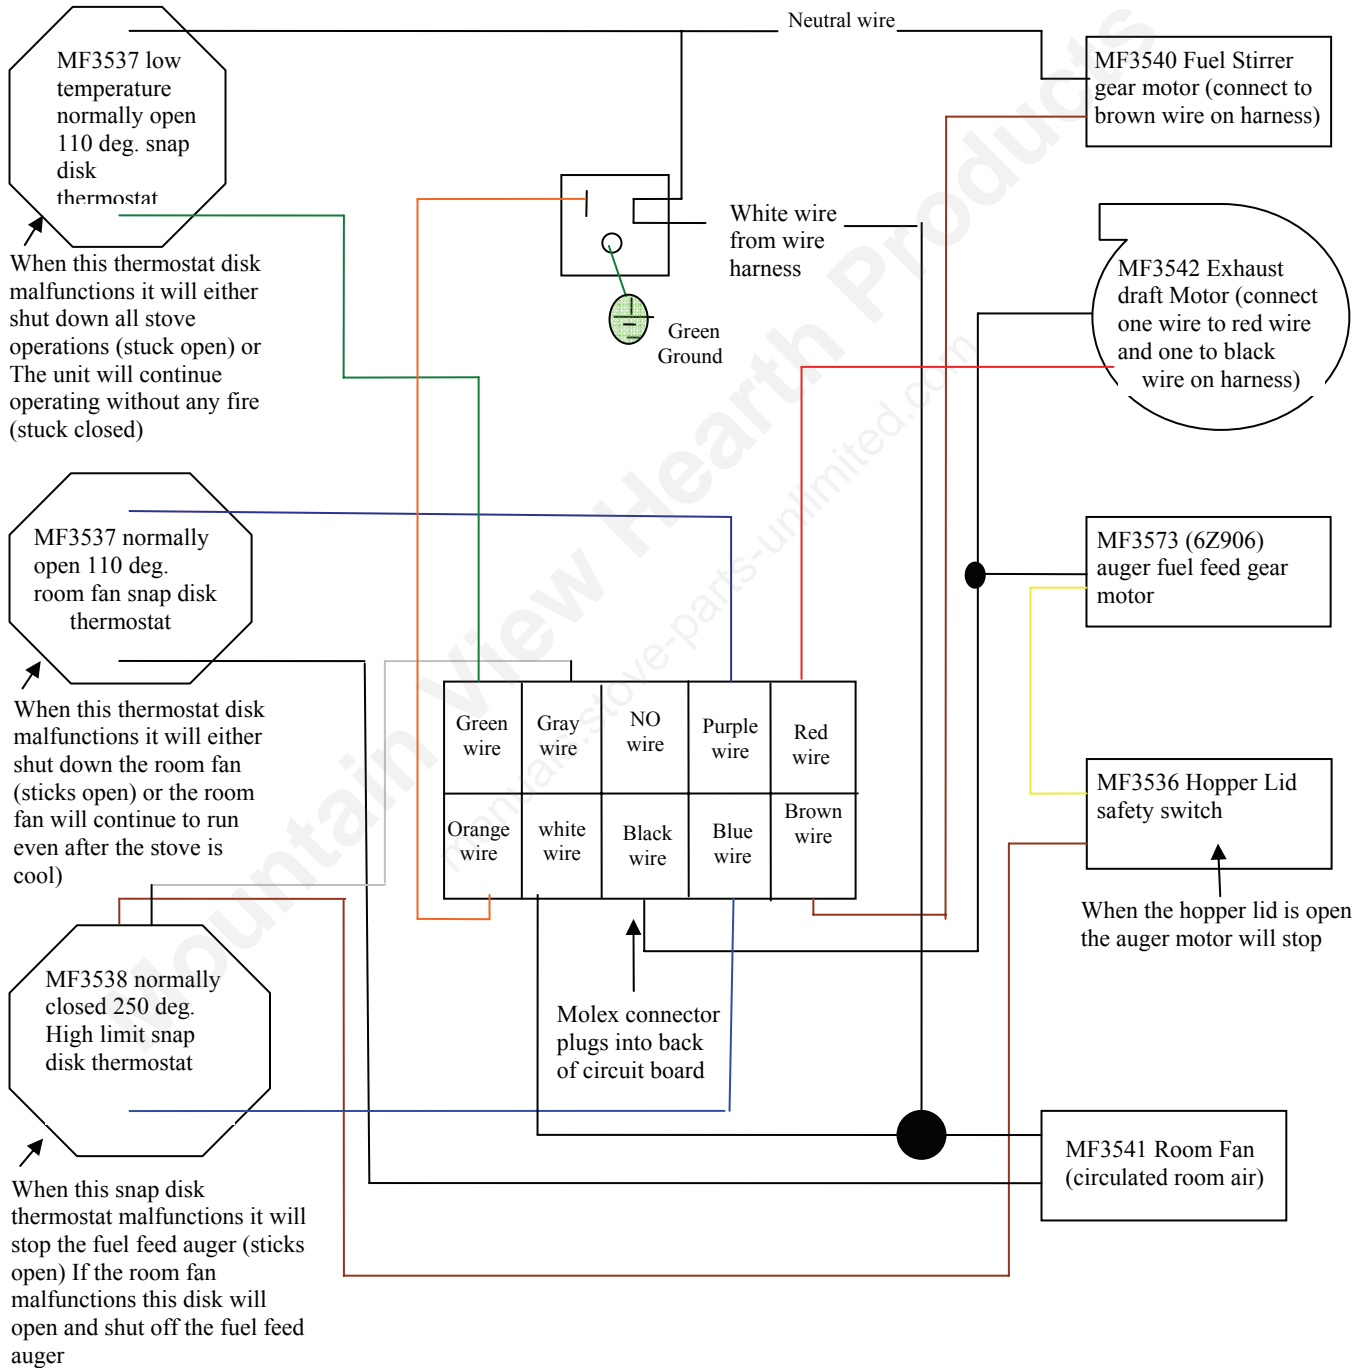 Neutral wire
MF3537 low
temperature
normally open
110 deg. snap
disk
thermostat
When this thermostat disk
malfunctions it will either
shut down all stove
operations (stuck open) or
The unit will continue
operating without any fire
(stuck closed)
MF3540 Fuel Stirrer
gear motor (connect to
brown wire on harness)
White wire
from wire
harness
Green
Ground
MF3542 Exhaust
draft Motor (connect
one wire to red wire
and one to black
wire on harness)
MF3537 normally
open 110 deg.
room fan snap disk
thermostat
When this thermostat disk
malfunctions it will either
shut down the room fan
(sticks open) or the room
fan will continue to run
even after the stove is
cool)
MF3573 (6Z906)
auger fuel feed gear
motor
Green
wire
Gray
wire
NO
wire
Purple
wire
Red
wire
Orange
wire
white
wire
Black
wire
Blue
wire
Brown
wire
MF3536 Hopper Lid
safety switch
When the hopper lid is open
the auger motor will stop
MF3538 normally
closed 250 deg.
High limit snap
disk thermostat
Molex connector
plugs into back
of circuit board
When this snap disk
thermostat malfunctions it will
stop the fuel feed auger (sticks
open) If the room fan
malfunctions this disk will
open and shut off the fuel feed
auger
MF3541 Room Fan
(circulated room air)
Mountain View Hearth Products
manuals.stove-parts-unlimited.com